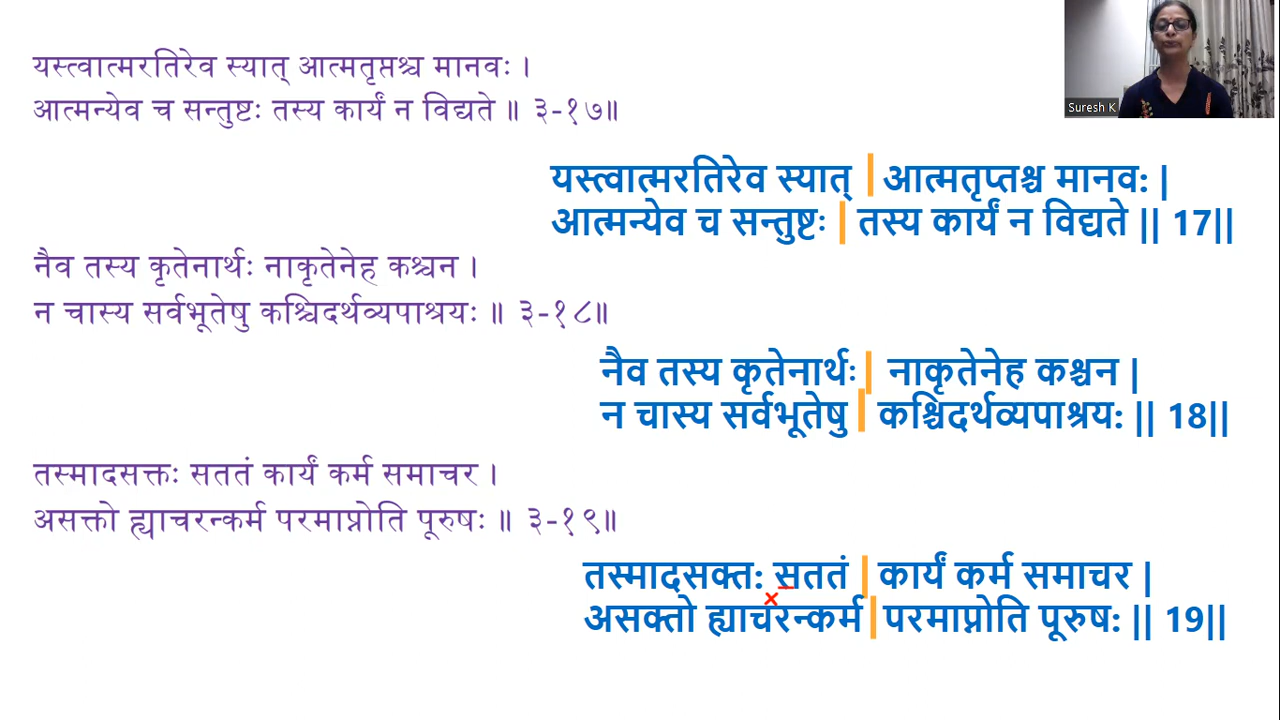 यस्त्वात्मरतिरेव स्यात् आत्मतृप्तश्च मानवः ।
आत्मन्येव च सन्तुष्टः तस्य कार्यं न विद्यते ॥ ३-१७॥
Suresh K
यस्त्वात्मरतिरेव स्यात् | आत्मतृप्तश्च मानवः |
आत्मन्येव च सन्तुष्टः | तस्य कार्यं न विद्यते || 17||
नैव तस्य कृतेनार्थः नाकृतेनेह कश्चन ।
न चास्य सर्वभूतेषु कश्चिदर्थव्यपाश्रयः ॥ ३-१८॥
नैव तस्य कृतेनार्थः | नाकृतेनेह कश्चन |
न चास्य सर्वभूतेषु | कश्चिदर्थव्यपाश्रयः || 18||
तस्मादसक्तः सततं कार्यं कर्म समाचर ।
असक्तो ह्याचरन्कर्म परमाप्नोति पूरुषः ॥ ३-१९॥
तस्मादसक्तः सततं | कार्यं कर्म समाचर |
असक्तो ह्याचरन्कर्म | परमाप्नोति पूरुषः || 19||